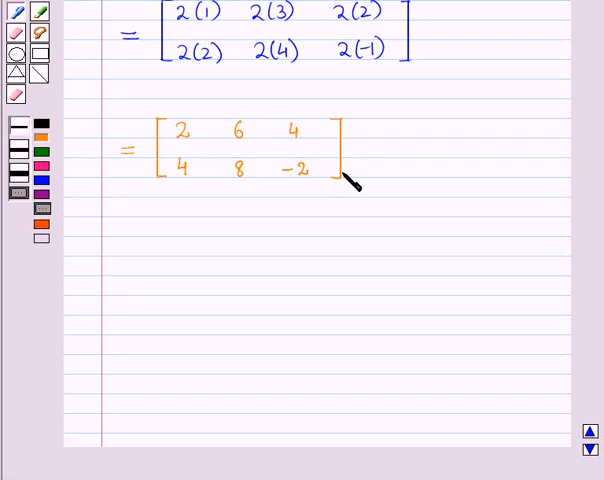 2(1) 2(3) 2(2)
= 2(2) 2(4) 2(-1)
2 6 4
= 4 8 -2